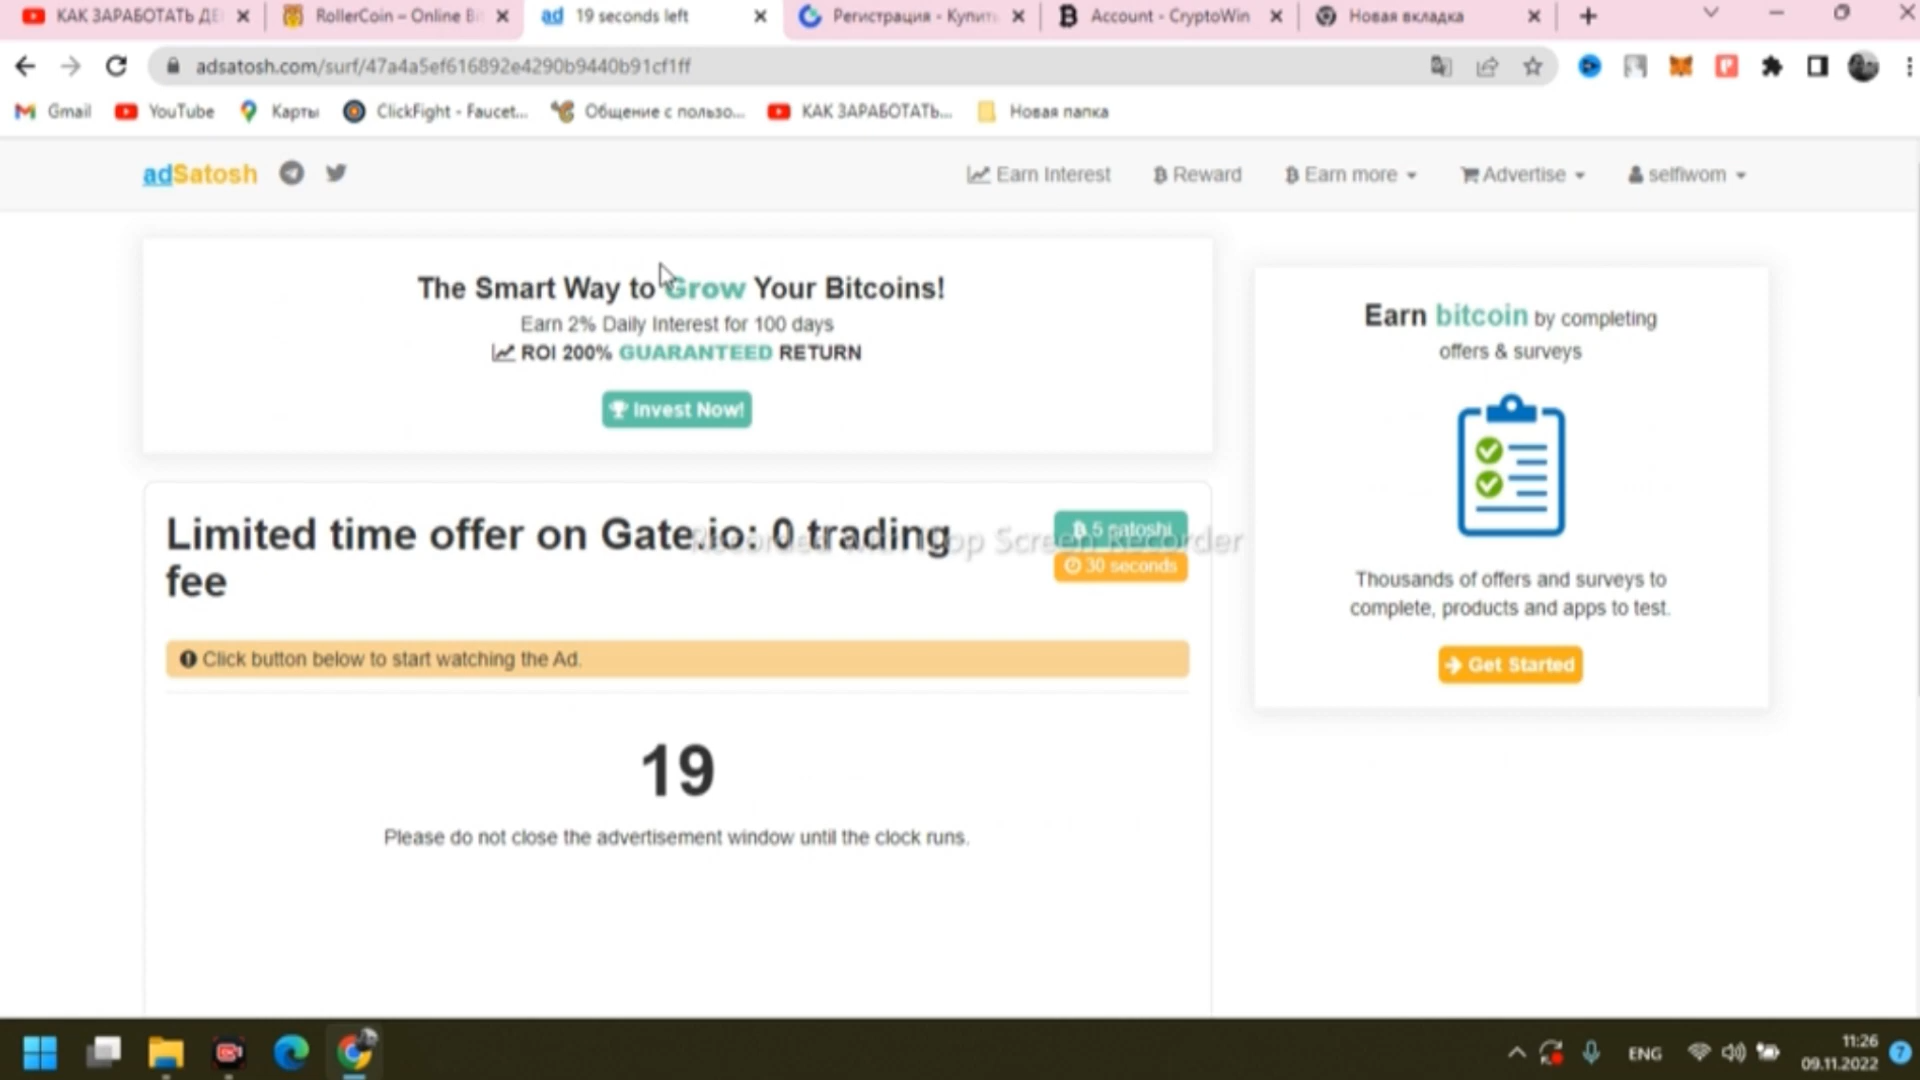 КАК ЗАРАБОТАТЬ ДЕ
RollerCoin – Online Bi
ad 19 seconds left
Регистрация - Купить
Account - CryptoWin
Новая вкладка
adsatosh.com/surf/47a4a5ef616892e4290b9440b91cf1ff
Gmail
YouTube
Карты
ClickFight - Faucet...
Общение с пользо...
КАК ЗАРАБОТАТЬ...
Новая папка
adSatosh
Earn Interest
Reward
Earn more
Advertise
selfiwom
The Smart Way to Grow Your Bitcoins!
Earn 2% Daily Interest for 100 days
ROI 200% GUARANTEED RETURN
Invest Now!
Earn bitcoin by completing
offers & surveys
Thousands of offers and surveys to
complete, products and apps to test.
Get Started
Limited time offer on Gate.io: 0 trading
fee
5 satoshi
30 seconds
Screen Recorder
Click button below to start watching the Ad.
19
Please do not close the advertisement window until the clock runs.
ENG
11:26
09.11.2022
7